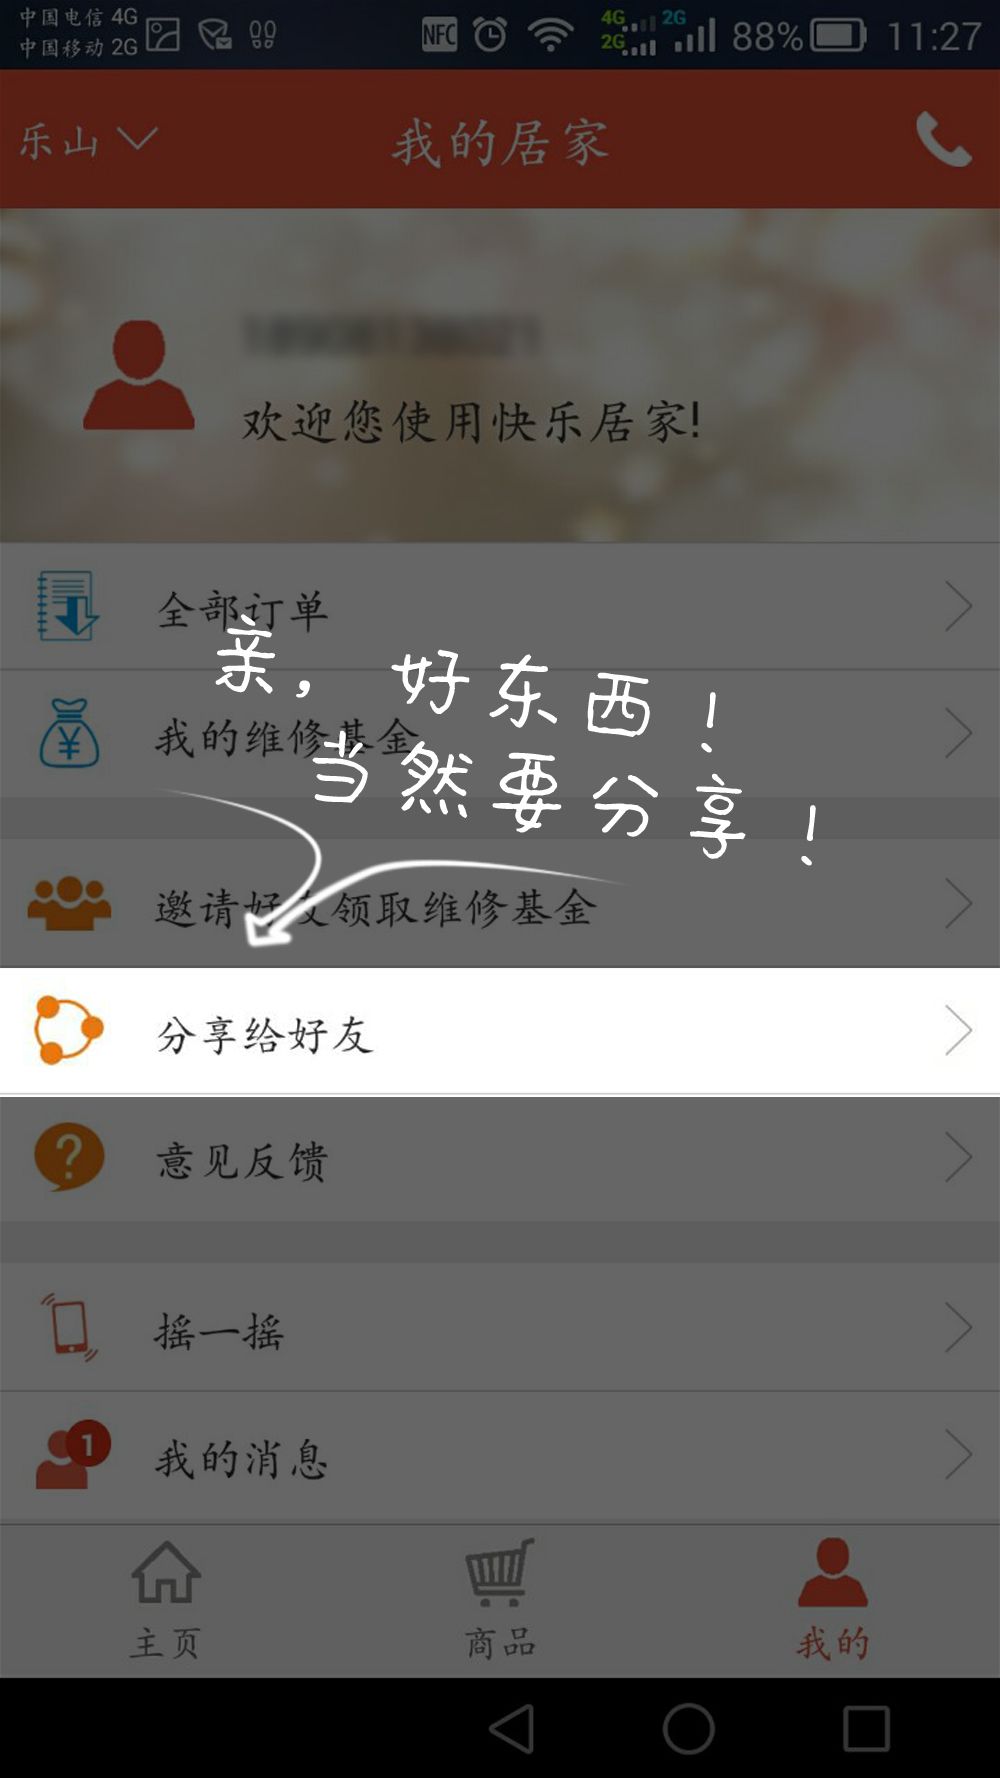 中国电信 4G
中国移动 2G
NFC
4G
2G
2G
88%
11:27
乐山
我的居家
欢迎您使用快乐居家!
全部订单
亲，好东西！
我的维修基金
当然要分享！
邀请好友领取维修基金
分享给好友
意见反馈
摇一摇
1
我的消息
主页
商品
我的